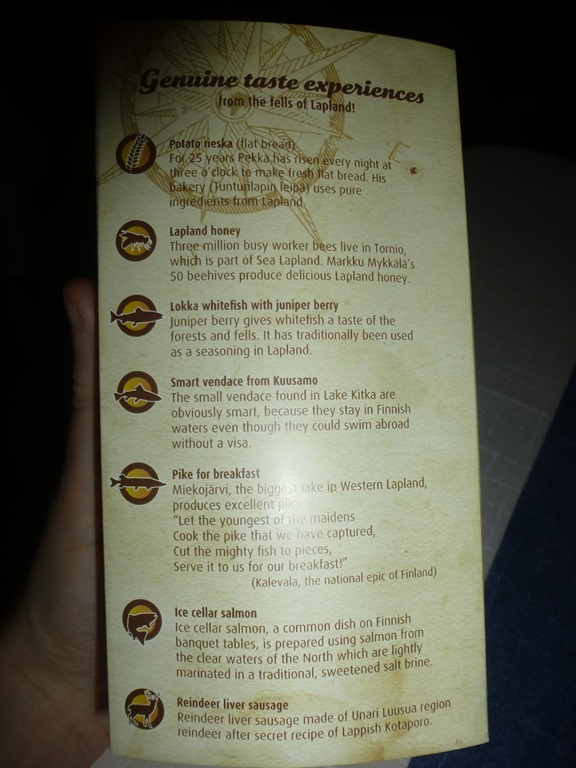 Genuine taste experiences
from the fells of Lapland!
E.
Potato rieska (flat bread)
For 25 years Pekka has risen every night at
three o'clock to make fresh flat bread. His
bakery (Tunturilapin leipä) uses pure
ingredients from Lapland.
Lapland honey
Three million busy worker bees live in Tornio,
which is part of Sea Lapland. Markku Mykkälä's
50 beehives produce delicious Lapland honey.
Lokka whitefish with juniper berry
Juniper berry gives whitefish a taste of the
forests and fells. It has traditionally been used
as a seasoning in Lapland.
Smart vendace from Kuusamo
The small vendace found in Lake Kitka are
obviously smart, because they stay in Finnish
waters even though they could swim abroad
without a visa.
Pike for breakfast
Miekojärvi, the biggest lake in Western Lapland,
produces excellent pike.
"Let the youngest of the maidens
Cook the pike that we have captured,
Cut the mighty fish to pieces,
Serve it to us for our breakfast!"
(Kalevala, the national epic of Finland)
Ice cellar salmon
Ice cellar salmon, a common dish on Finnish
banquet tables, is prepared using salmon from
the clear waters of the North which are lightly
marinated in a traditional, sweetened salt brine.
Reindeer liver sausage
Reindeer liver sausage made of Unari Luusua region
reindeer after secret recipe of Lappish Kotaporo.